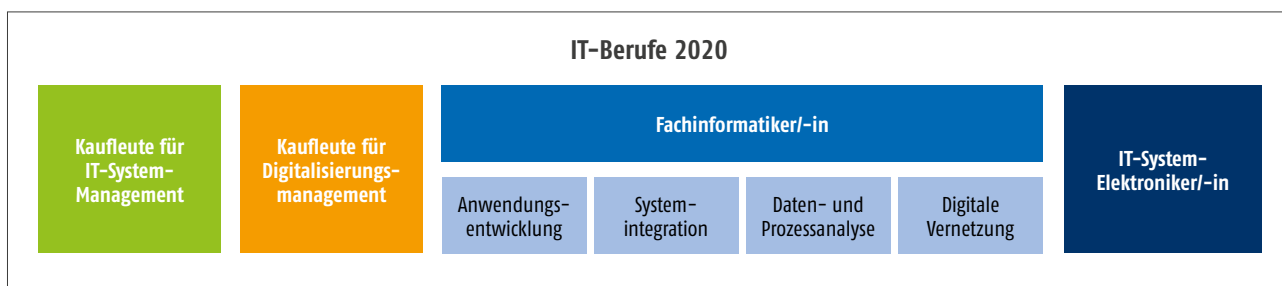 IT-Berufe 2020
Kaufleute für
IT-System-
Management
Kaufleute für
Digitalisierungs-
management
Fachinformatiker/-in
Anwendungs-
entwicklung
System-
integration
Daten- und
Prozessanalyse
Digitale
Vernetzung
IT-System-
Elektroniker/-in